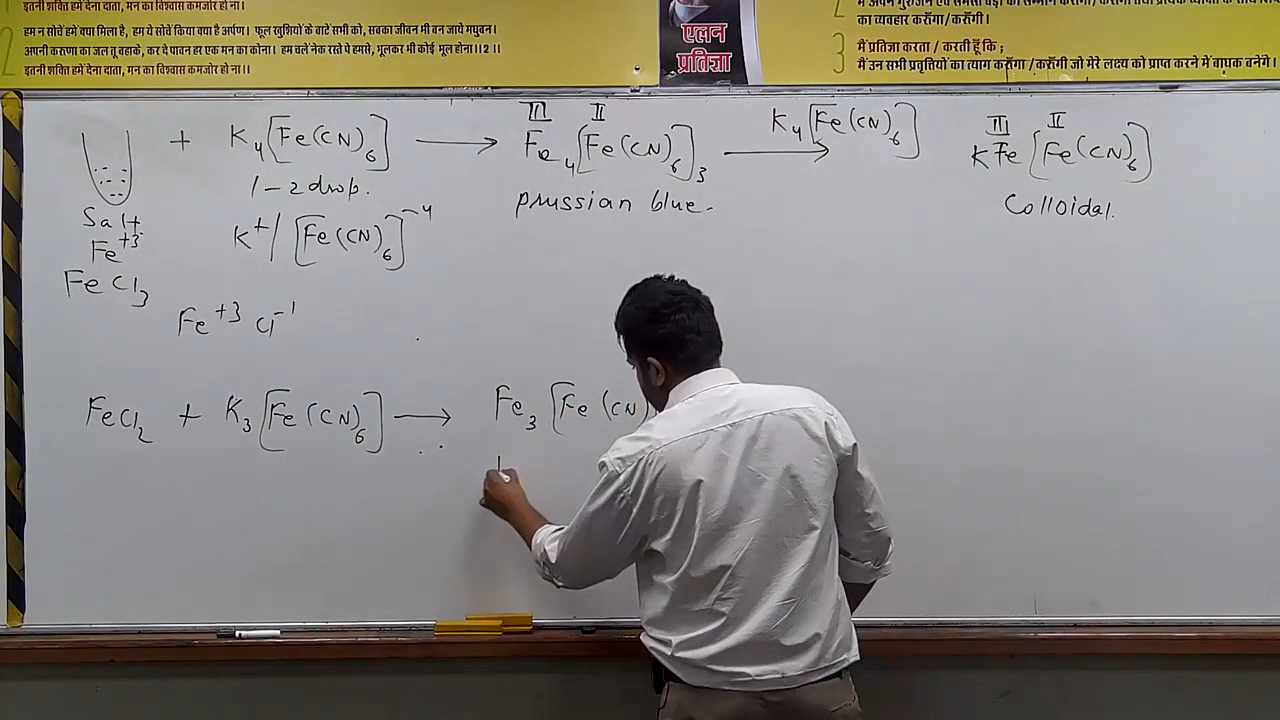 इतनी शक्ति हमें देना दाता, मन का विश्वास कमजोर हो ना।
2
हम न सोचें हमें क्या मिला है, हम ये सोचें किया क्या है अर्पण। फूल खुशियों के बाटें सभी को, सबका जीवन भी बन जाये मधुबन।
अपनी करुणा का जल तू बहाके, कर दे पावन हर एक मन का कोना। हम चलें नेक रस्ते पे हमसे, भूलकर भी कोई भूल होना।।2।।
इतनी शक्ति हमें देना दाता, मन का विश्वास कमजोर हो ना।।
एलन
प्रतिज्ञा
2
का व्यवहार करूँगा/करूँगी।
3
मैं प्रतिज्ञा करता / करती हूँ कि ;
मैं उन सभी प्रवृत्तियों का त्याग करूँगा /करूँगी जो मेरे लक्ष्य को प्राप्त करने में बाधक बनेंगे।
+ K₄[Fe(CN)₆] ⟶ Fe₄[Fe(CN)₆]₃ ⟶ K₄[Fe(CN)₆] KFe[Fe(CN)₆]
III II III II
1-2 drop. prussian blue. Colloidal.
Salt. K⁺/[Fe(CN)₆]⁻⁴
Fe⁺³
FeCl₃
Fe⁺³ Cl⁻¹
FeCl₂ + K₃[Fe(CN)₆] ⟶ Fe₃[Fe(CN)